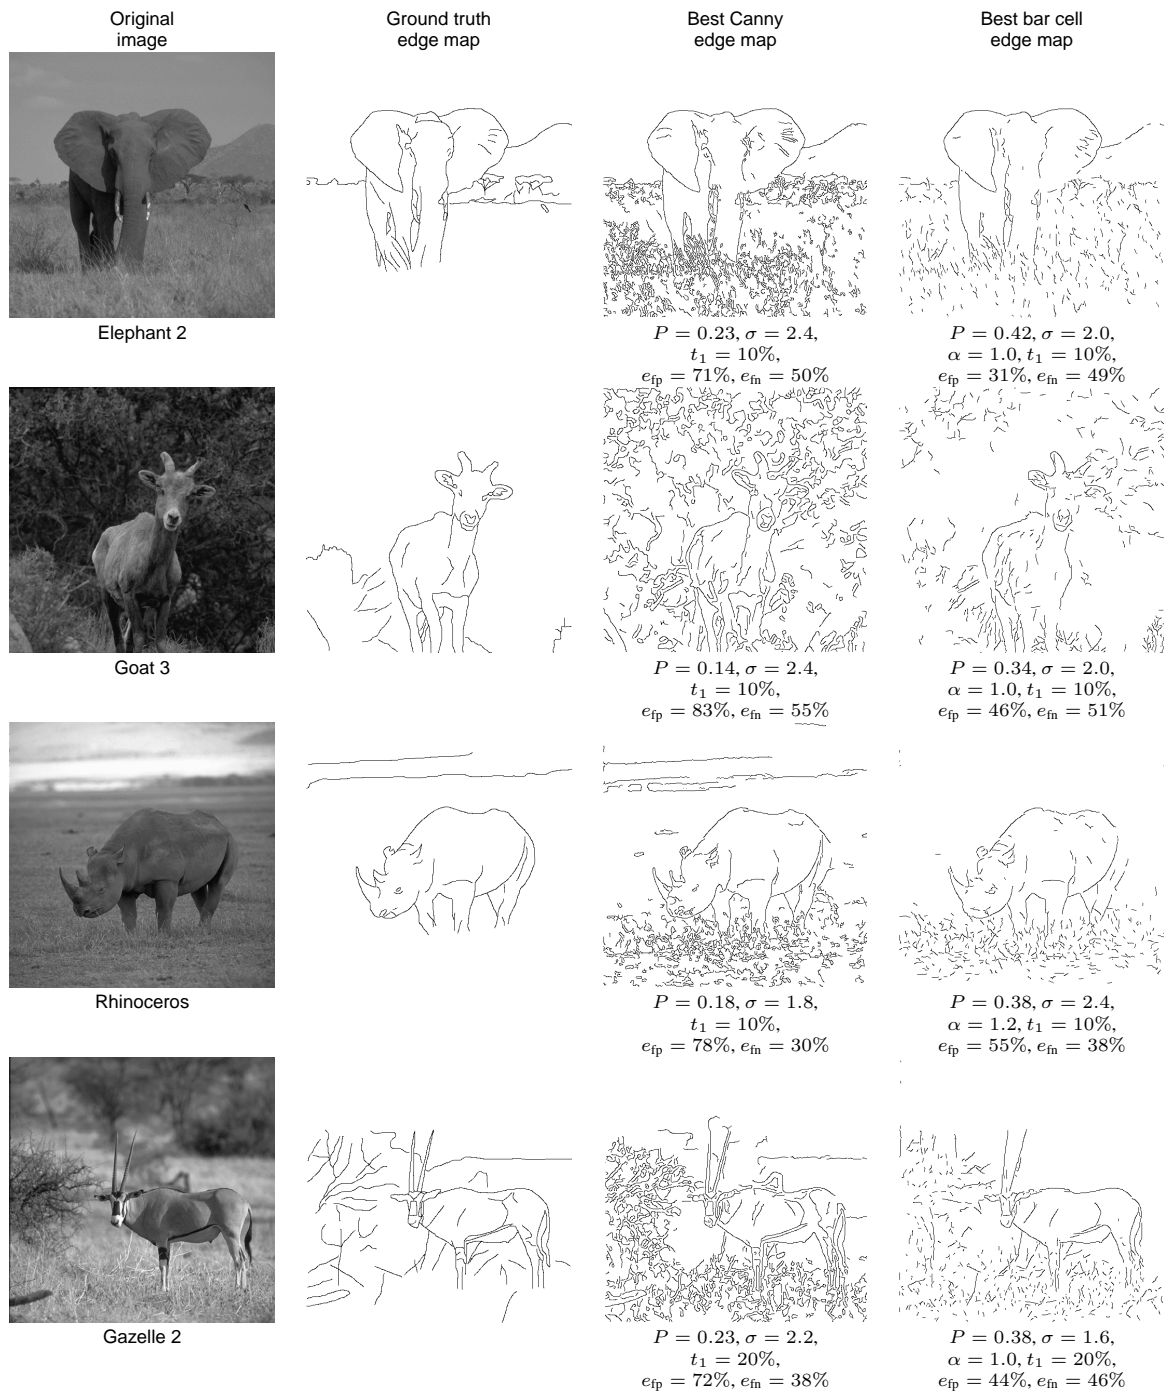 Original
image
Ground truth
edge map
Best Canny
edge map
Best bar cell
edge map
Elephant 2
P = 0.23, σ = 2.4,
t₁ = 10%,
e_fp = 71%, e_fn = 50%
P = 0.42, σ = 2.0,
α = 1.0, t₁ = 10%,
e_fp = 31%, e_fn = 49%
Goat 3
P = 0.14, σ = 2.4,
t₁ = 10%,
e_fp = 83%, e_fn = 55%
P = 0.34, σ = 2.0,
α = 1.0, t₁ = 10%,
e_fp = 46%, e_fn = 51%
Rhinoceros
P = 0.18, σ = 1.8,
t₁ = 10%,
e_fp = 78%, e_fn = 30%
P = 0.38, σ = 2.4,
α = 1.2, t₁ = 10%,
e_fp = 55%, e_fn = 38%
Gazelle 2
P = 0.23, σ = 2.2,
t₁ = 20%,
e_fp = 72%, e_fn = 38%
P = 0.38, σ = 1.6,
α = 1.0, t₁ = 20%,
e_fp = 44%, e_fn = 46%